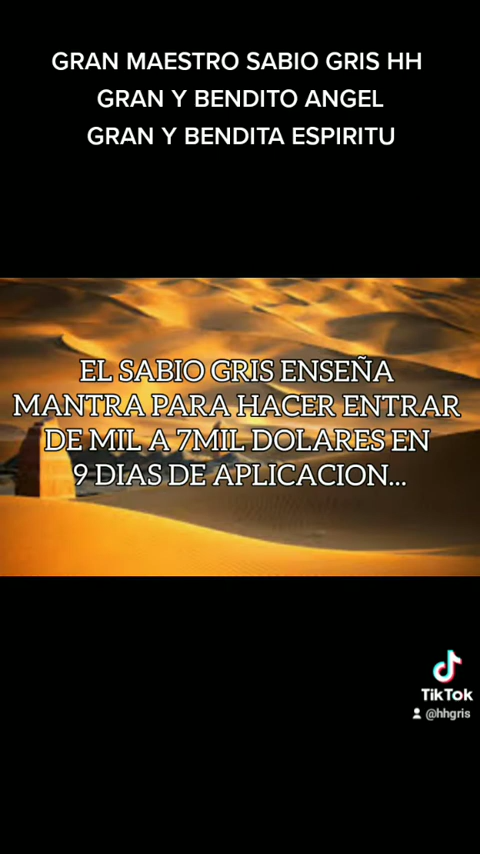 GRAN MAESTRO SABIO GRIS HH
GRAN Y BENDITO ANGEL
GRAN Y BENDITA ESPIRITU
EL SABIO GRIS ENSEÑA
MANTRA PARA HACER ENTRAR
DE MIL A 7MIL DOLARES EN
9 DIAS DE APLICACION...
TikTok
@hhgris